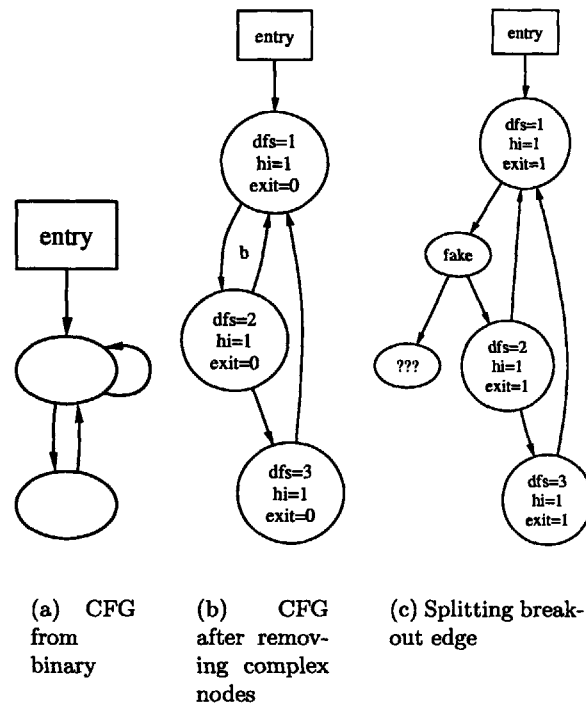 entry
entry
entry
dfs=1
hi=1
exit=0
b
dfs=2
hi=1
exit=0
dfs=3
hi=1
exit=0
dfs=1
hi=1
exit=1
fake
???
dfs=2
hi=1
exit=1
dfs=3
hi=1
exit=1
(a) CFG
from
binary
(b) CFG
after remov-
ing complex
nodes
(c) Splitting break-
out edge